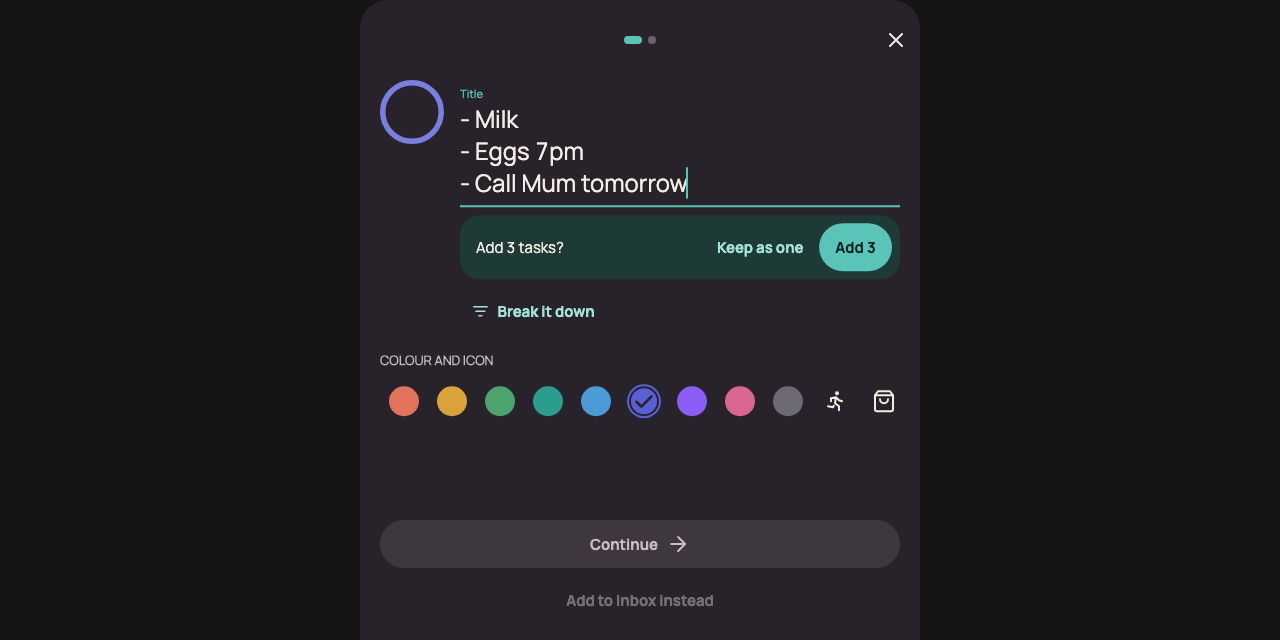 Title
- Milk
- Eggs 7pm
- Call Mum tomorrow
Add 3 tasks?
Keep as one
Add 3
Break it down
COLOUR AND ICON
Continue
Add to Inbox instead